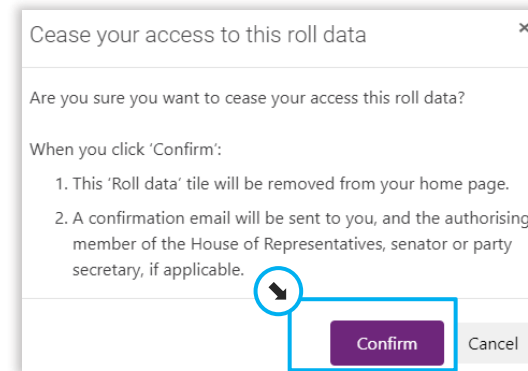 Cease your access to this roll data
×
Are you sure you want to cease your access this roll data?
When you click ‘Confirm’:
1. This ‘Roll data’ tile will be removed from your home page.
2. A confirmation email will be sent to you, and the authorising
member of the House of Representatives, senator or party
secretary, if applicable.
Confirm Cancel